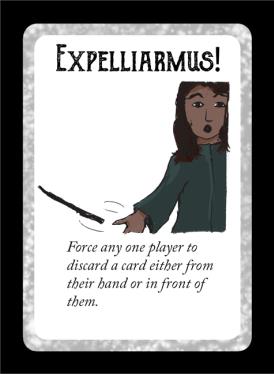 EXPELLIARMUS!
Force any one player to
discard a card either from
their hand or in front of
them.